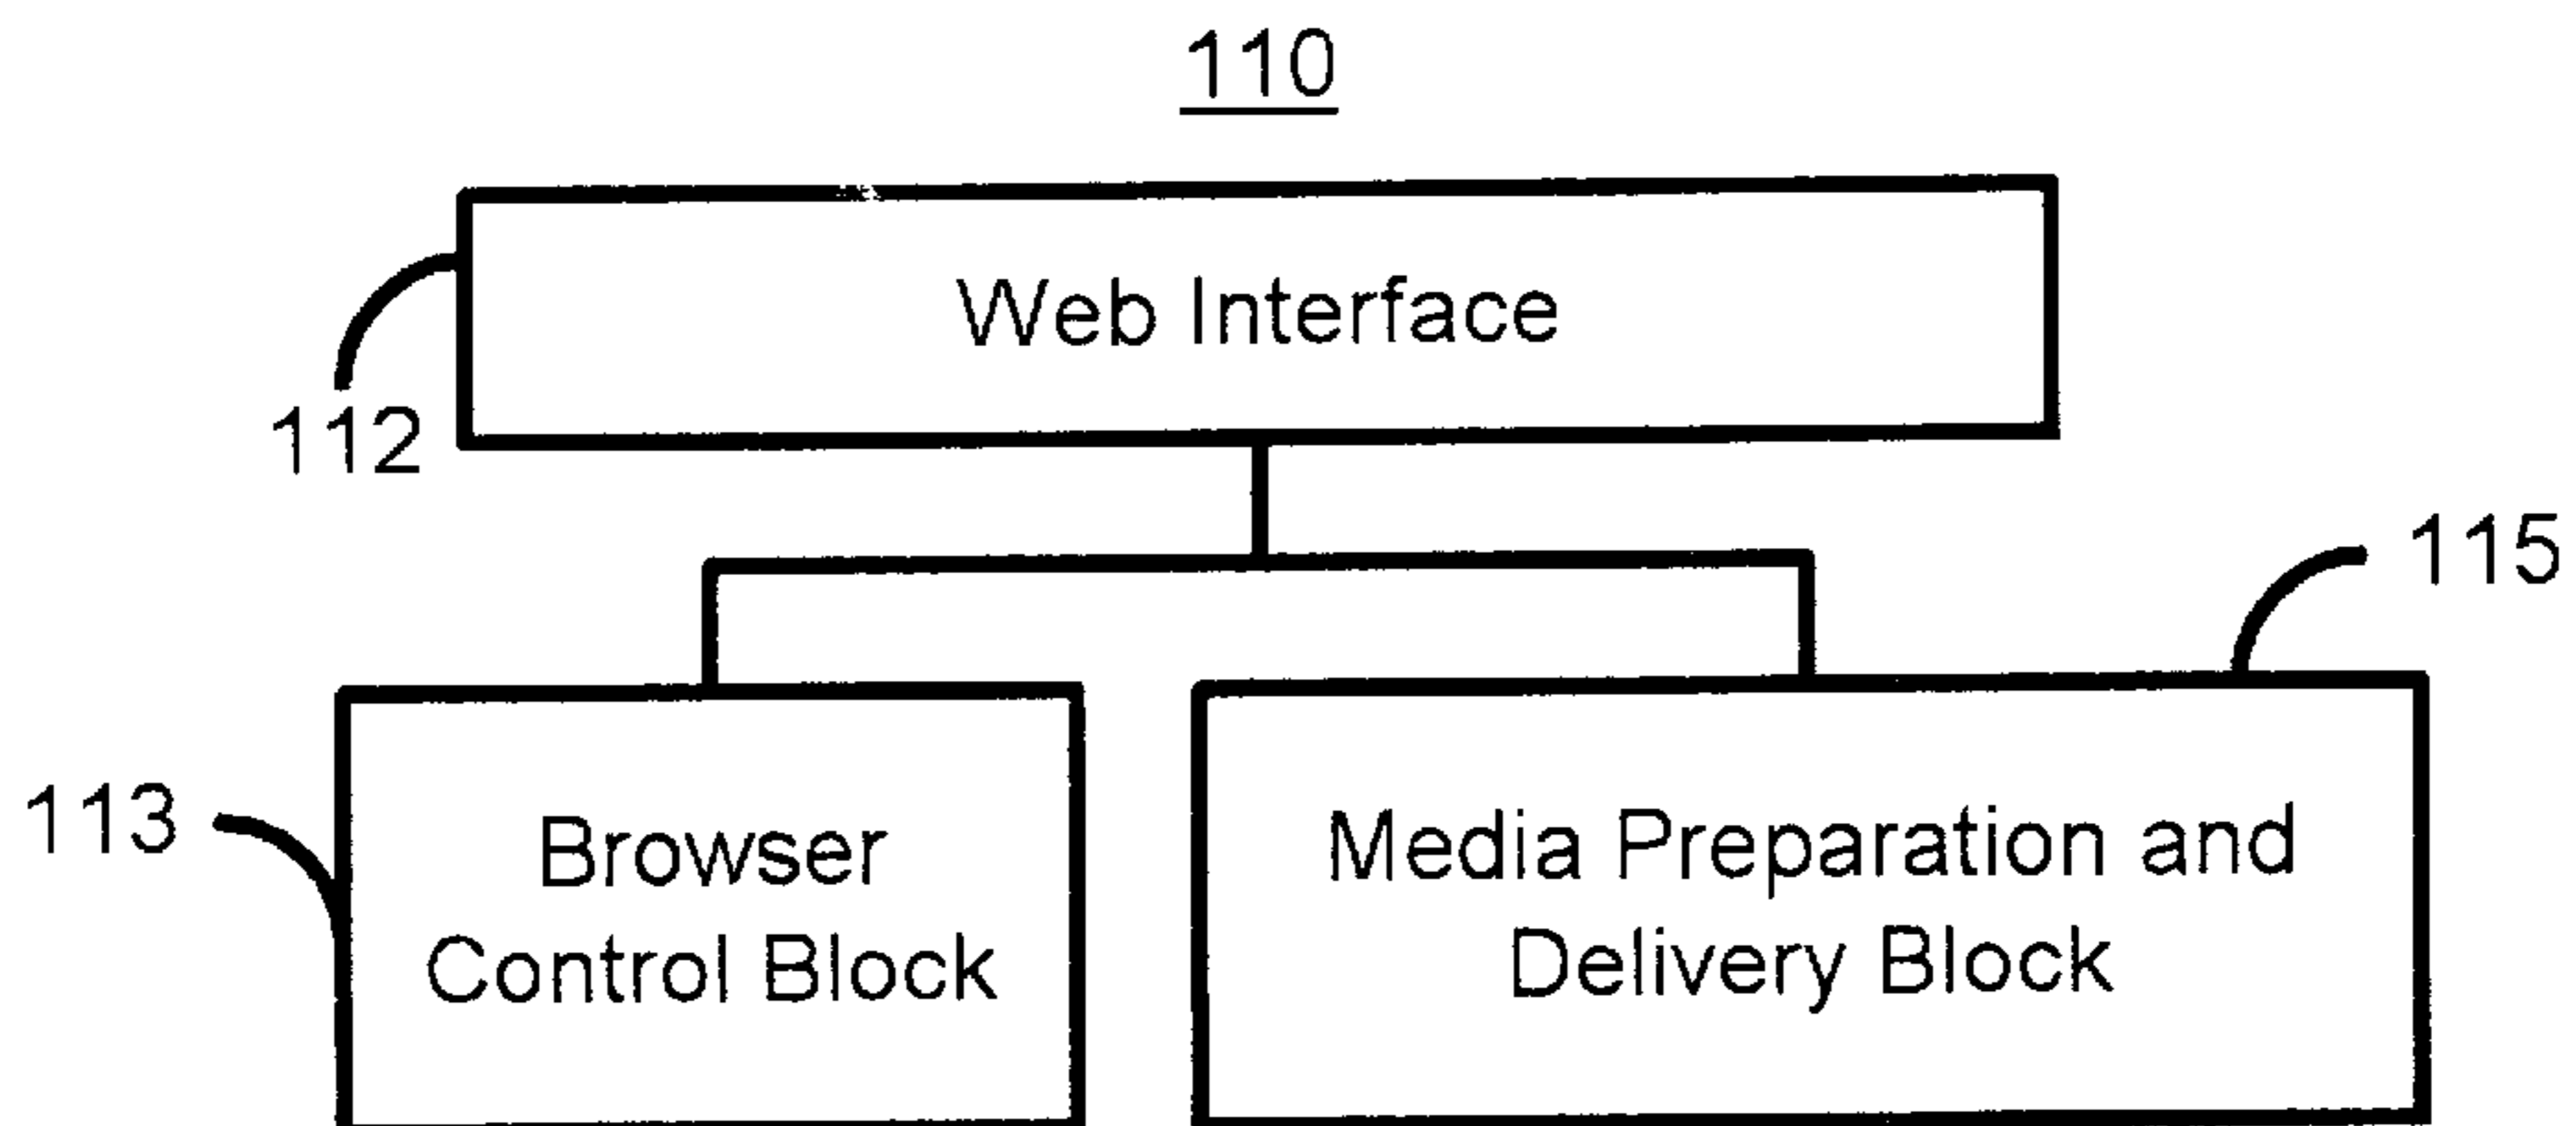 110
Web Interface
112
115
113
Browser
Control Block
Media Preparation and
Delivery Block